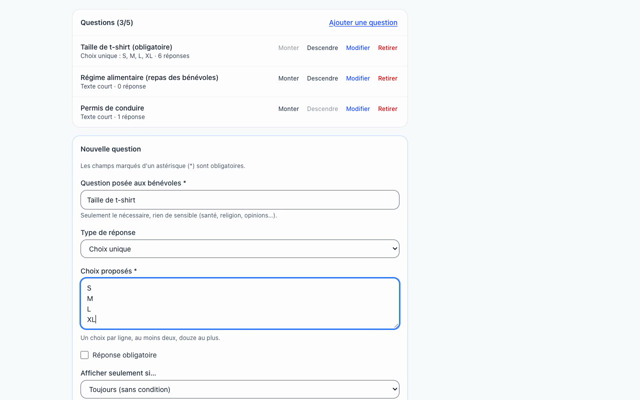 Questions (3/5)
Ajouter une question
Taille de t-shirt (obligatoire)
Monter Descendre Modifier Retirer
Choix unique : S, M, L, XL · 6 réponses
Régime alimentaire (repas des bénévoles)
Monter Descendre Modifier Retirer
Texte court · 0 réponse
Permis de conduire
Monter Descendre Modifier Retirer
Texte court · 1 réponse
Nouvelle question
Les champs marqués d'un astérisque (*) sont obligatoires.
Question posée aux bénévoles *
Taille de t-shirt
Seulement le nécessaire, rien de sensible (santé, religion, opinions...).
Type de réponse
Choix unique
Choix proposés *
S
M
L
XL
Un choix par ligne, au moins deux, douze au plus.
Réponse obligatoire
Afficher seulement si...
Toujours (sans condition)